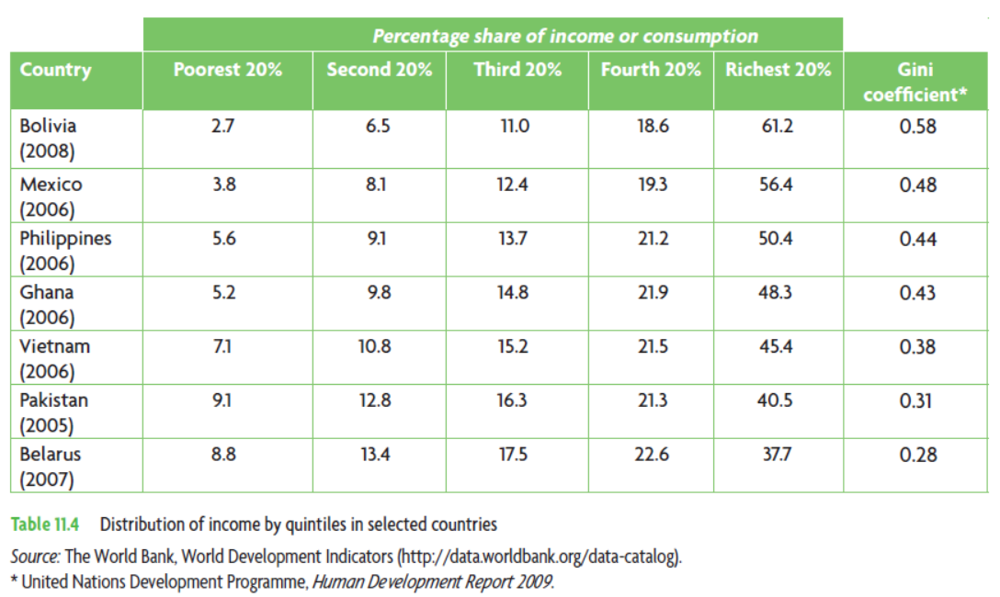 Percentage share of income or consumption
Country Poorest 20% Second 20% Third 20% Fourth 20% Richest 20% Gini
coefficient*
Bolivia 2.7 6.5 11.0 18.6 61.2 0.58
(2008)
Mexico 3.8 8.1 12.4 19.3 56.4 0.48
(2006)
Philippines 5.6 9.1 13.7 21.2 50.4 0.44
(2006)
Ghana 5.2 9.8 14.8 21.9 48.3 0.43
(2006)
Vietnam 7.1 10.8 15.2 21.5 45.4 0.38
(2006)
Pakistan 9.1 12.8 16.3 21.3 40.5 0.31
(2005)
Belarus 8.8 13.4 17.5 22.6 37.7 0.28
(2007)
Table 11.4 Distribution of income by quintiles in selected countries
Source: The World Bank, World Development Indicators (http://data.worldbank.org/data-catalog).
* United Nations Development Programme, Human Development Report 2009.